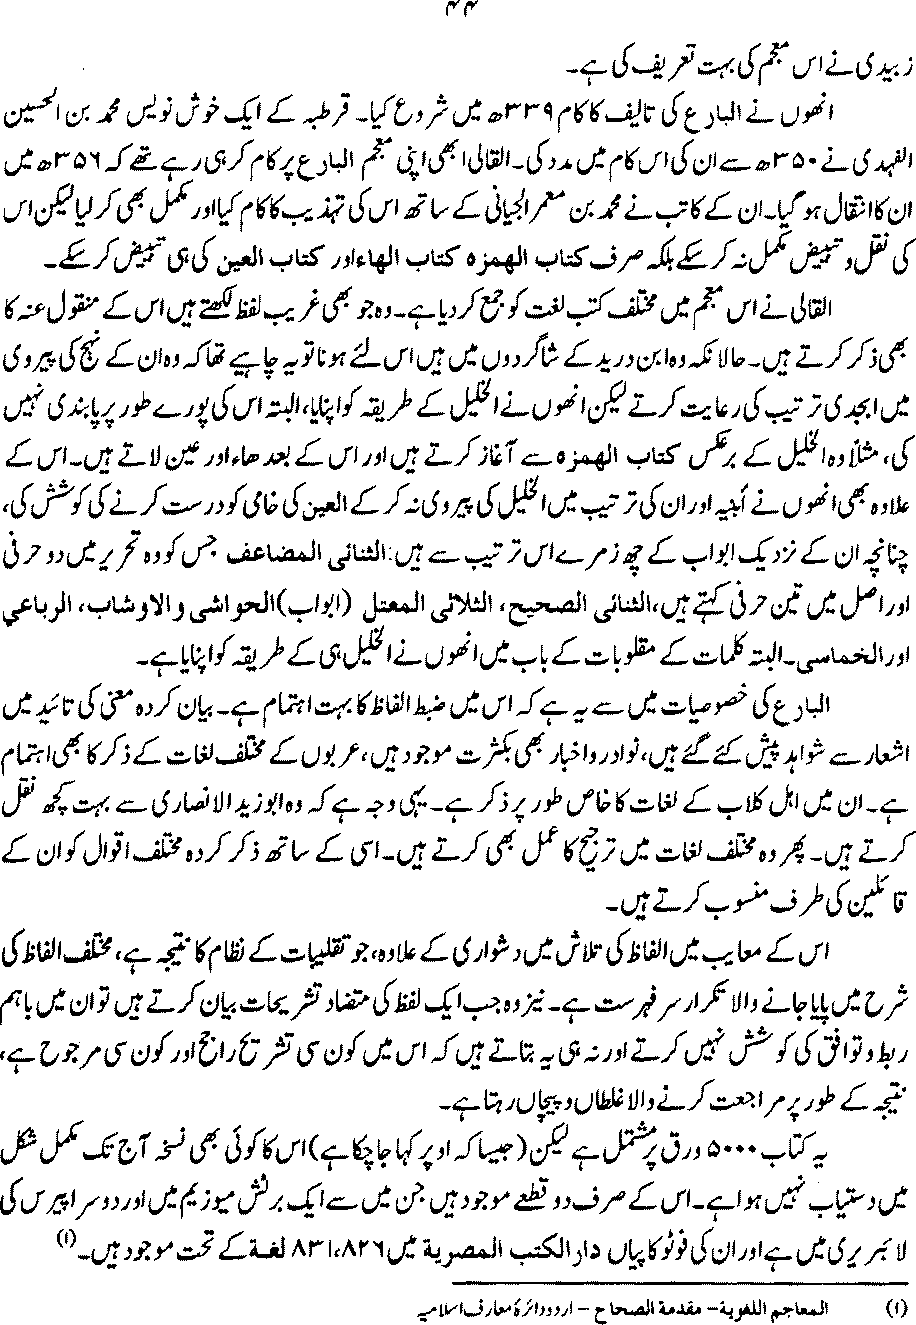 ۴۴
زبیدی نے اس معجم کی بہت تعریف کی ہے۔
انھوں نے البارع کی تالیف کا کام ۳۳۹ھ میں شروع کیا۔ قرطبہ کے ایک خوش نویس محمد بن الحسین
الفہدی نے ۳۵۰ھ سے ان کی اس کام میں مدد کی۔ القالی ابھی اپنی معجم البارع پر کام کر ہی رہے تھے کہ ۳۵۶ھ میں
ان کا انتقال ہو گیا۔ ان کے کاتب نے محمد بن معمر الجیانی کے ساتھ اس کی تہذیب کا کام کیا اور مکمل بھی کر لیا لیکن اس
کی نقل و تبییض مکمل نہ کر سکے بلکہ صرف کتاب الهمزه کتاب الهاء اور کتاب العین کی ہی تبییض کر سکے۔
القالی نے اس معجم میں مختلف کتب لغت کو جمع کر دیا ہے۔ وہ جو بھی غریب لفظ لکھتے ہیں اس کے منقول عنہ کا
بھی ذکر کرتے ہیں۔ حالانکہ وہ ابن درید کے شاگردوں میں ہیں اس لئے ہونا تو یہ چاہیے تھا کہ وہ ان کے نہج کی پیروی
میں ابجدی ترتیب کی رعایت کرتے لیکن انھوں نے الخلیل کے طریقہ کو اپنایا، البتہ اس کی پورے طور پر پابندی نہیں
کی، مثلاً وہ الخلیل کے برعکس کتاب الهمزه سے آغاز کرتے ہیں اور اس کے بعد هاء اور عین لاتے ہیں۔ اس کے
علاوہ بھی انھوں نے أبنیہ اور ان کی ترتیب میں الخلیل کی پیروی نہ کر کے العین کی خامی کو درست کرنے کی کوشش کی،
چنانچہ ان کے نزدیک ابواب کے چھ زمرے اس ترتیب سے ہیں: الثنائی المضاعف جس کو وہ تحریر میں دو حرفی
اور اصل میں تین حرفی کہتے ہیں، الثنائی الصحیح، الثلاثی المعتل (ابواب) الحواشی و الاوشاب، الرباعی
اور الخماسی۔ البتہ کلمات کے مقلوبات کے باب میں انھوں نے الخلیل ہی کے طریقہ کو اپنایا ہے۔
البارع کی خصوصیات میں سے یہ ہے کہ اس میں ضبط الفاظ کا بہت اہتمام ہے۔ بیان کردہ معنی کی تائید میں
اشعار سے شواہد پیش کئے گئے ہیں، نوادر و اخبار بھی بکثرت موجود ہیں، عربوں کے مختلف لغات کے ذکر کا بھی اہتمام
ہے۔ ان میں اہل کلاب کے لغات کا خاص طور پر ذکر ہے۔ یہی وجہ ہے کہ وہ ابوزید الانصاری سے بہت کچھ نقل
کرتے ہیں۔ پھر وہ مختلف لغات میں ترجیح کا عمل بھی کرتے ہیں۔ اسی کے ساتھ ذکر کردہ مختلف اقوال کو ان کے
قائلین کی طرف منسوب کرتے ہیں۔
اس کے معایب میں الفاظ کی تلاش میں دشواری کے علاوہ، جو تقلیبات کے نظام کا نتیجہ ہے، مختلف الفاظ کی
شرح میں پایا جانے والا تکرار سر فہرست ہے۔ نیز وہ جب ایک لفظ کی متضاد تشریحات بیان کرتے ہیں تو ان میں باہم
ربط و توافق کی کوشش نہیں کرتے اور نہ ہی یہ بتاتے ہیں کہ اس میں کون سی تشریح راجح اور کون سی مرجوح ہے،
نتیجہ کے طور پر مراجعت کرنے والا غلطاں و پیچاں رہتا ہے۔
یہ کتاب ۵۰۰۰ ورق پر مشتمل ہے لیکن (جیسا کہ اوپر کہا جا چکا ہے) اس کا کوئی بھی نسخہ آج تک مکمل شکل
میں دستیاب نہیں ہوا ہے۔ اس کے صرف دو قطعے موجود ہیں جن میں سے ایک برٹش میوزیم میں اور دوسرا پیرس کی
لائبریری میں ہے اور ان کی فوٹو کاپیاں دار الکتب المصریة میں ۸۲۶،۸۳۱ لغة کے تحت موجود ہیں۔ (۱)
(۱) المعاجم اللغوية - مقدمة الصحاح - اردو دائرۂ معارف اسلامیہ